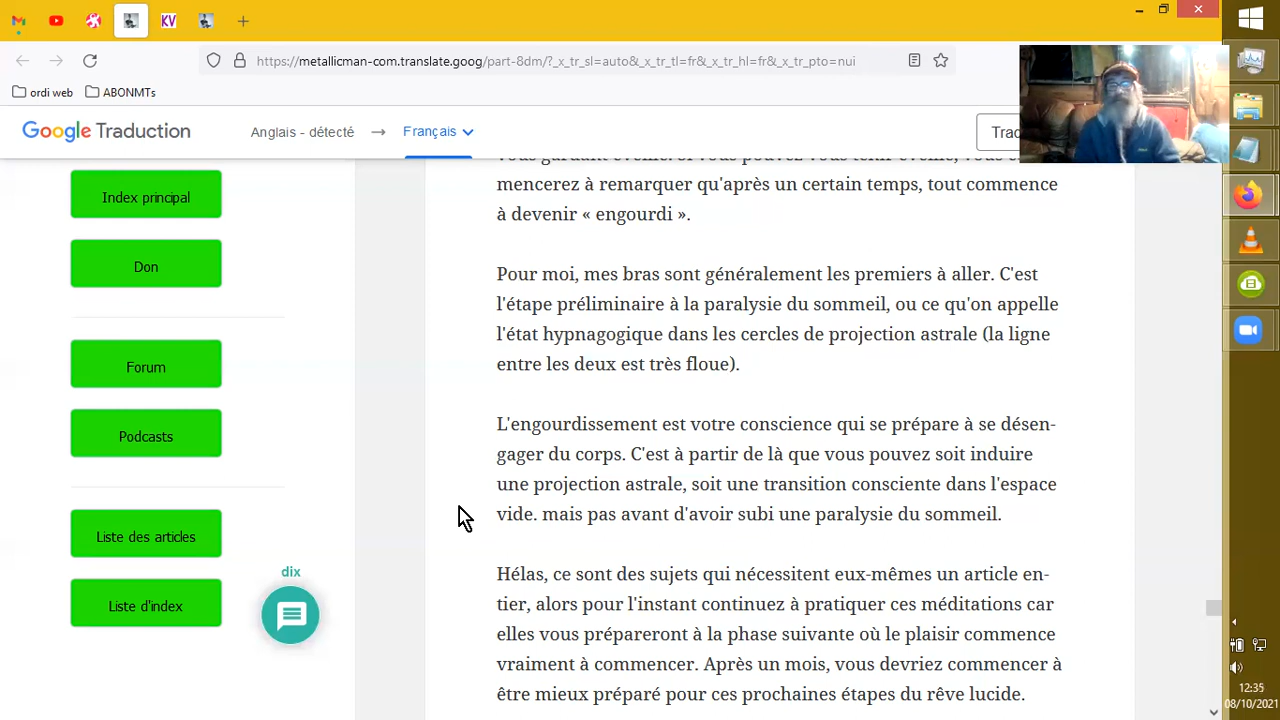 KV
https://metallicman-com.translate.goog/part-8dm/?_x_tr_sl=auto&_x_tr_tl=fr&_x_tr_hl=fr&_x_tr_pto=nui
ordi web
ABONMTs
Google Traduction
Anglais - détecté
Français
Trad
mencerez à remarquer qu'après un certain temps, tout commence
à devenir « engourdi ».
Pour moi, mes bras sont généralement les premiers à aller. C'est
l'étape préliminaire à la paralysie du sommeil, ou ce qu'on appelle
l'état hypnagogique dans les cercles de projection astrale (la ligne
entre les deux est très floue).
L'engourdissement est votre conscience qui se prépare à se désen-
gager du corps. C'est à partir de là que vous pouvez soit induire
une projection astrale, soit une transition consciente dans l'espace
vide. mais pas avant d'avoir subi une paralysie du sommeil.
Hélas, ce sont des sujets qui nécessitent eux-mêmes un article en-
tier, alors pour l'instant continuez à pratiquer ces méditations car
elles vous prépareront à la phase suivante où le plaisir commence
vraiment à commencer. Après un mois, vous devriez commencer à
être mieux préparé pour ces prochaines étapes du rêve lucide.
Index principal
Don
Forum
Podcasts
Liste des articles
Liste d'index
dix
12:35
08/10/2021